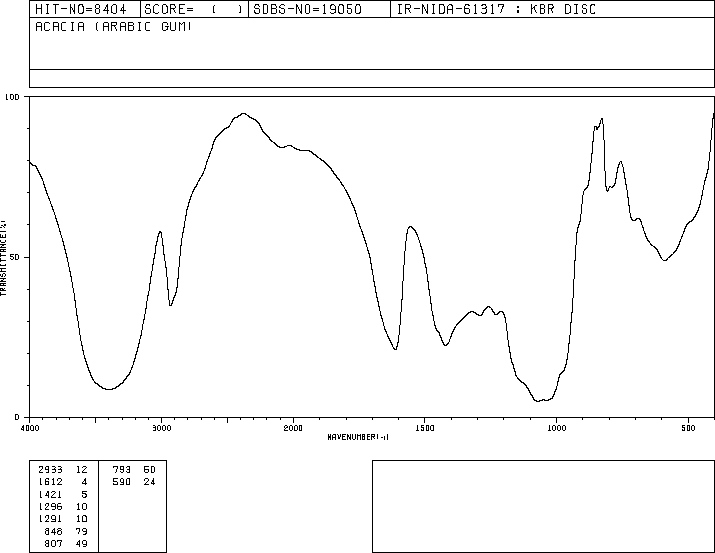 HIT-NO=8404 SCORE= ( ) SDBS-NO=19050 IR-NIDA-61317 : KBR DISC
ACACIA (ARABIC GUM)
100
TRANSMITTANCE(%)
50
0
4000 3000 2000 1500 1000 500
WAVENUMBER(-1)
2933 12 793 60
1612 4 590 24
1421 5
1296 10
1291 10
848 79
807 49